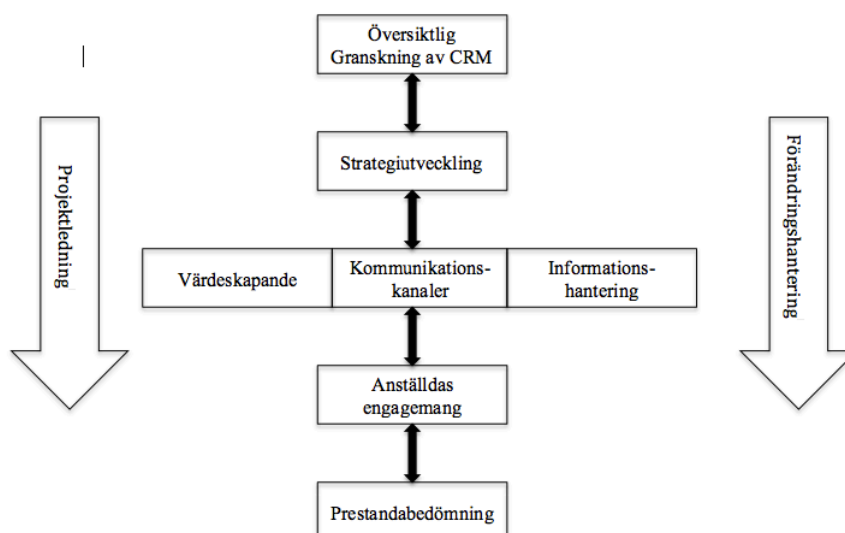 Översiktlig
Granskning av CRM
Projektledning
Förändringshantering
Strategiutveckling
Värdeskapande
Kommunikations-
kanaler
Informations-
hantering
Anställdas
engagemang
Prestandabedömning